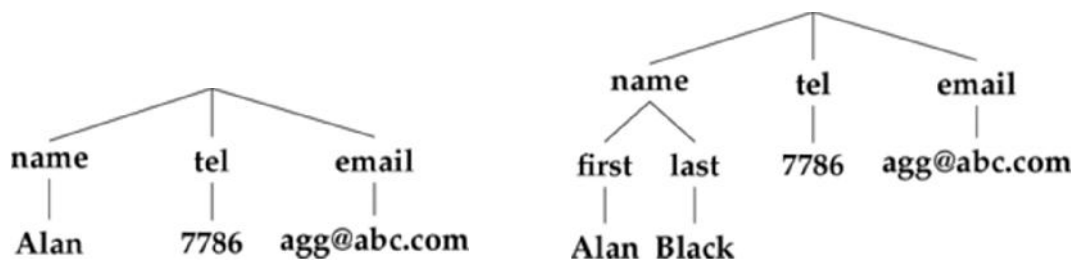 name tel email
Alan 7786 agg@abc.com
name tel email
first last 7786 agg@abc.com
Alan Black